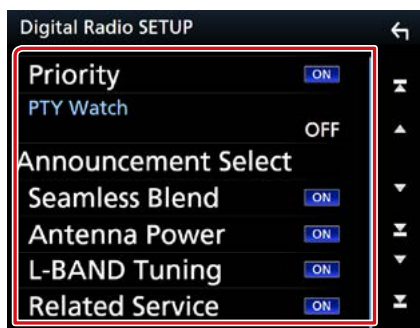 Digital Radio SETUP
Priority ON
PTY Watch
OFF
Announcement Select
Seamless Blend ON
Antenna Power ON
L-BAND Tuning ON
Related Service ON